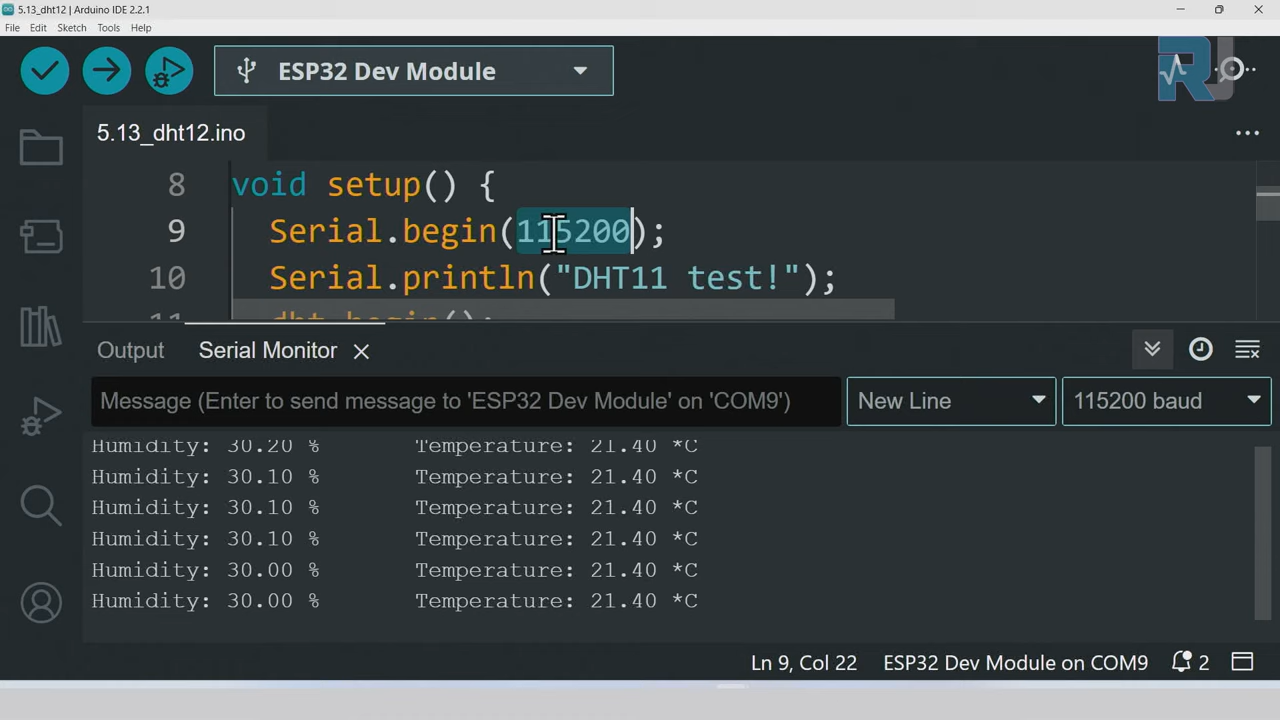 5.13_dht12 | Arduino IDE 2.2.1
File Edit Sketch Tools Help
ESP32 Dev Module
RJ
5.13_dht12.ino
8 void setup() {
9 Serial.begin(115200);
10 Serial.println("DHT11 test!");
11 dht.begin();
Output Serial Monitor
Message (Enter to send message to 'ESP32 Dev Module' on 'COM9')
New Line
115200 baud
Humidity: 30.20 % Temperature: 21.40 *C
Humidity: 30.10 % Temperature: 21.40 *C
Humidity: 30.10 % Temperature: 21.40 *C
Humidity: 30.10 % Temperature: 21.40 *C
Humidity: 30.00 % Temperature: 21.40 *C
Humidity: 30.00 % Temperature: 21.40 *C
Ln 9, Col 22 ESP32 Dev Module on COM9 2